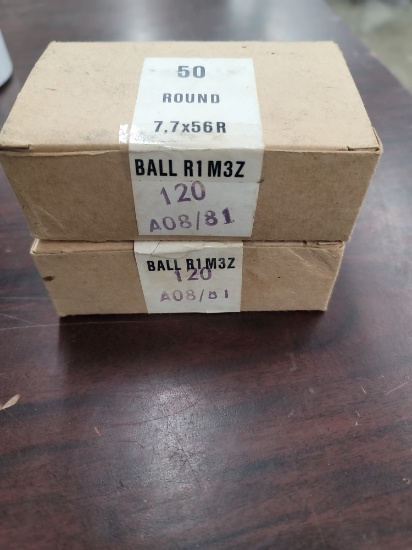 50
ROUND
7,7x56R
BALL R1M3Z
120
A08/81
BALL R1M3Z
120
A08/81